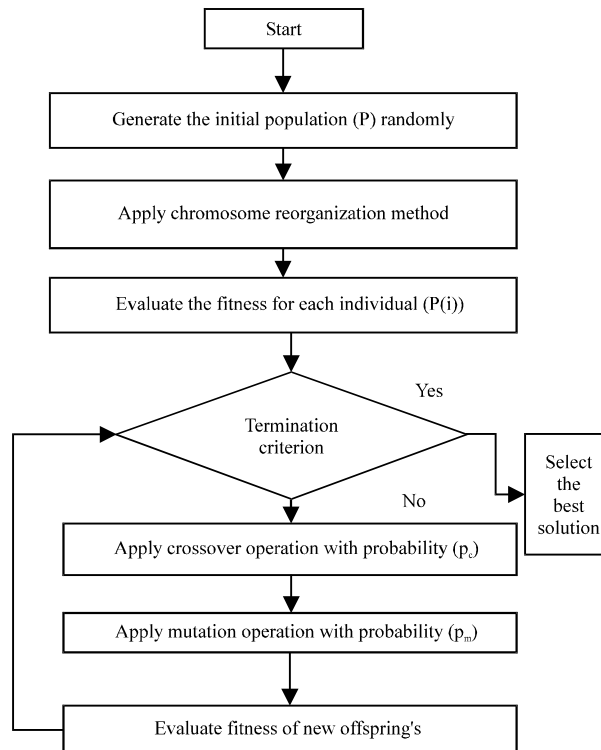 Start
Generate the initial population (P) randomly
Apply chromosome reorganization method
Evaluate the fitness for each individual (P(i))
Yes
Termination
criterion
Select
the
best
solution
No
Apply crossover operation with probability (pc)
Apply mutation operation with probability (pm)
Evaluate fitness of new offspring's